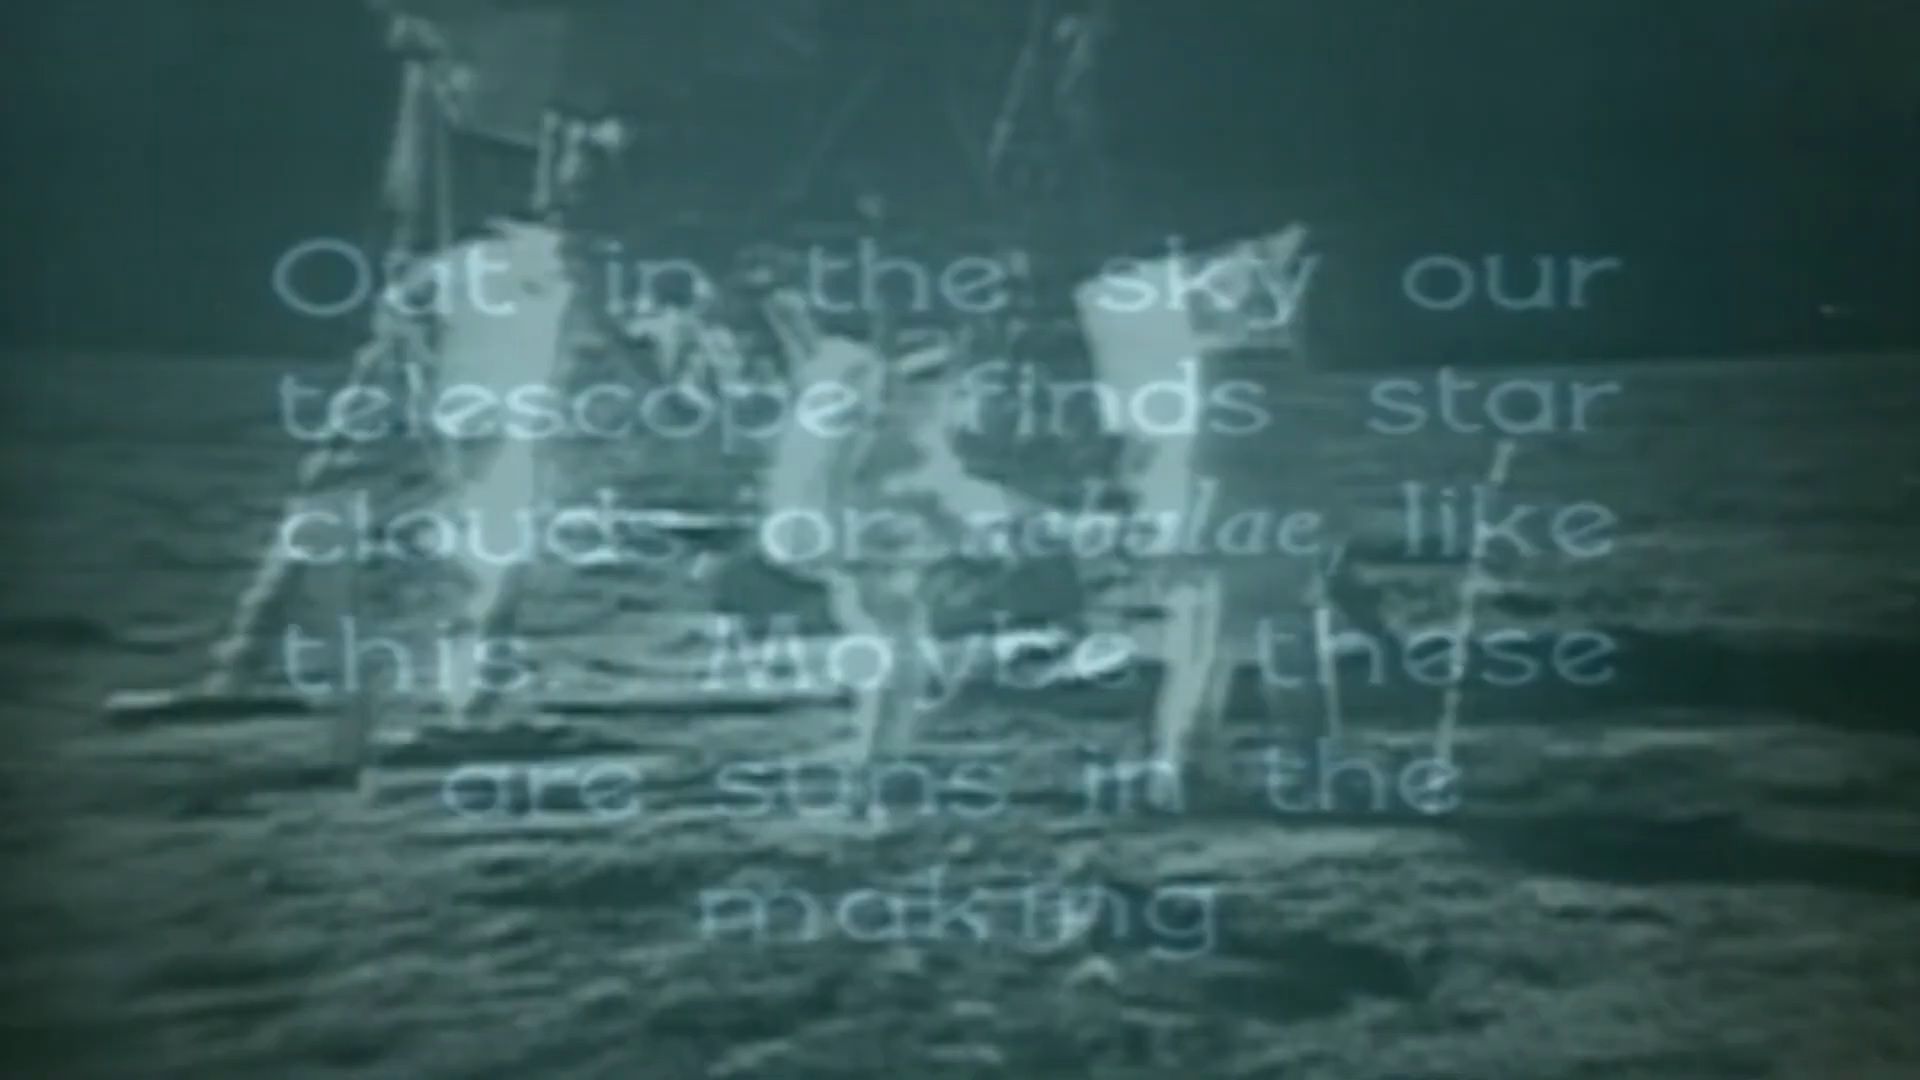 Out in the sky our
telescope finds star
clouds, or nebulae, like
this. Maybe these
are suns in the
making